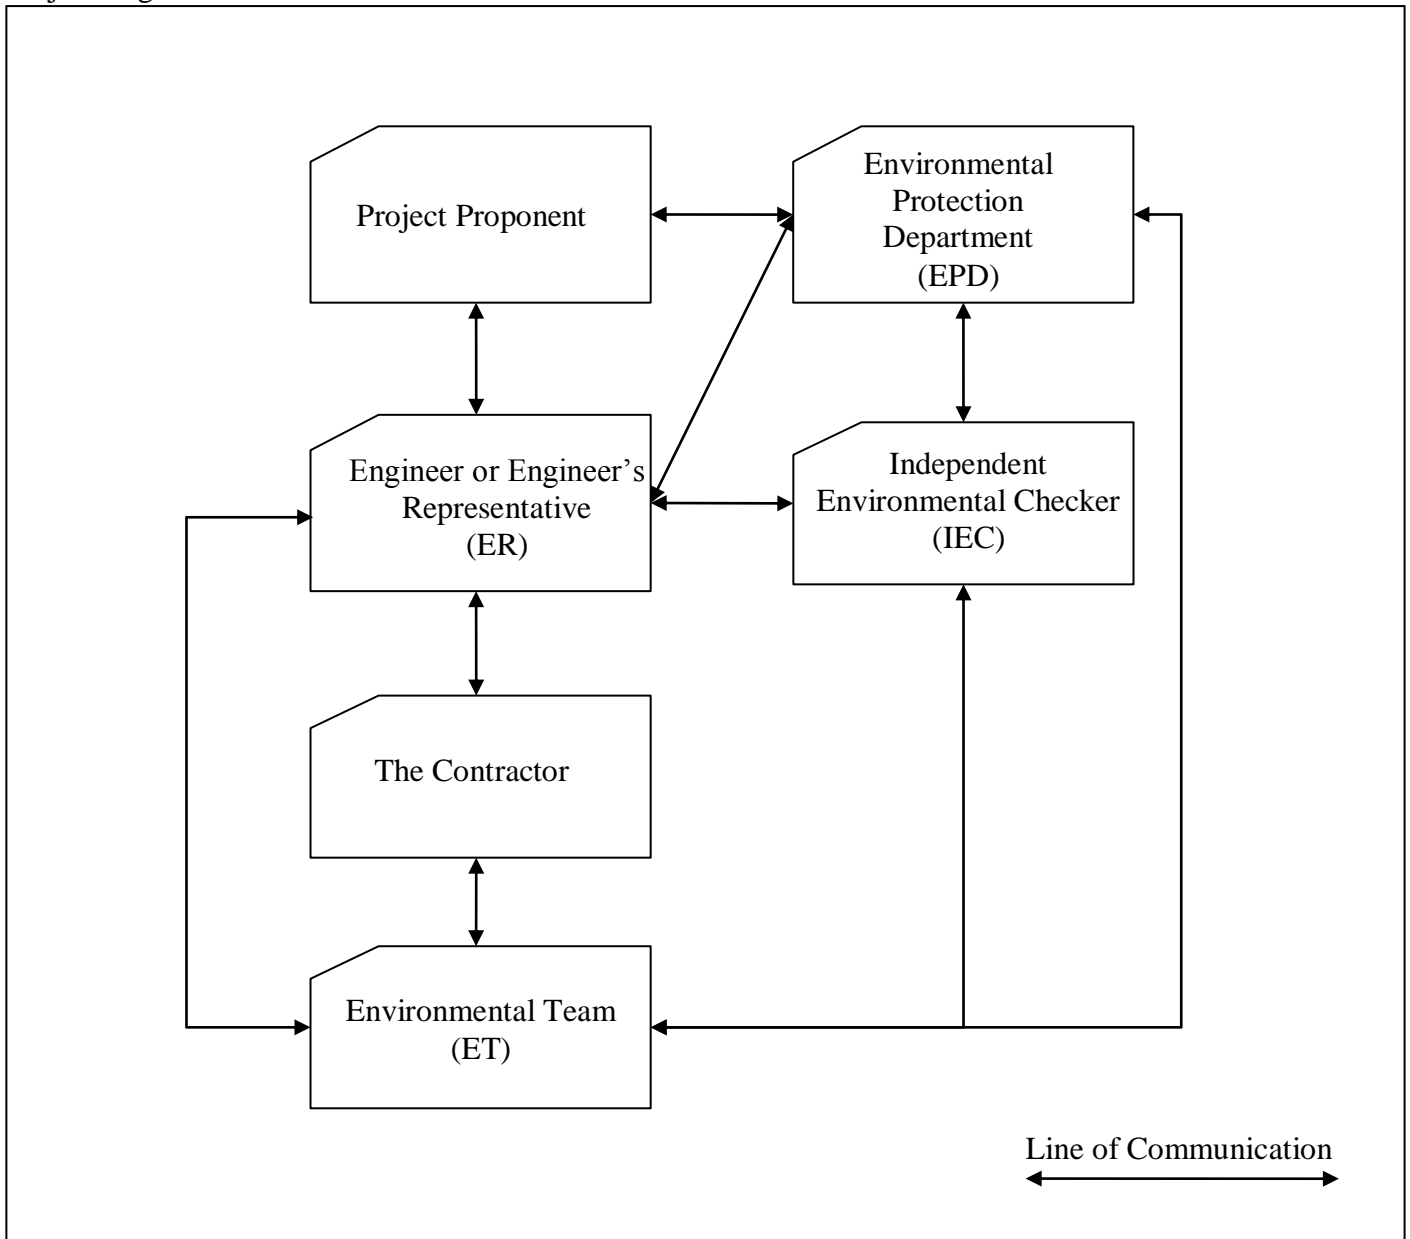 Project Proponent
Environmental
Protection
Department
(EPD)
Engineer or Engineer’s
Representative
(ER)
Independent
Environmental Checker
(IEC)
The Contractor
Environmental Team
(ET)
Line of Communication